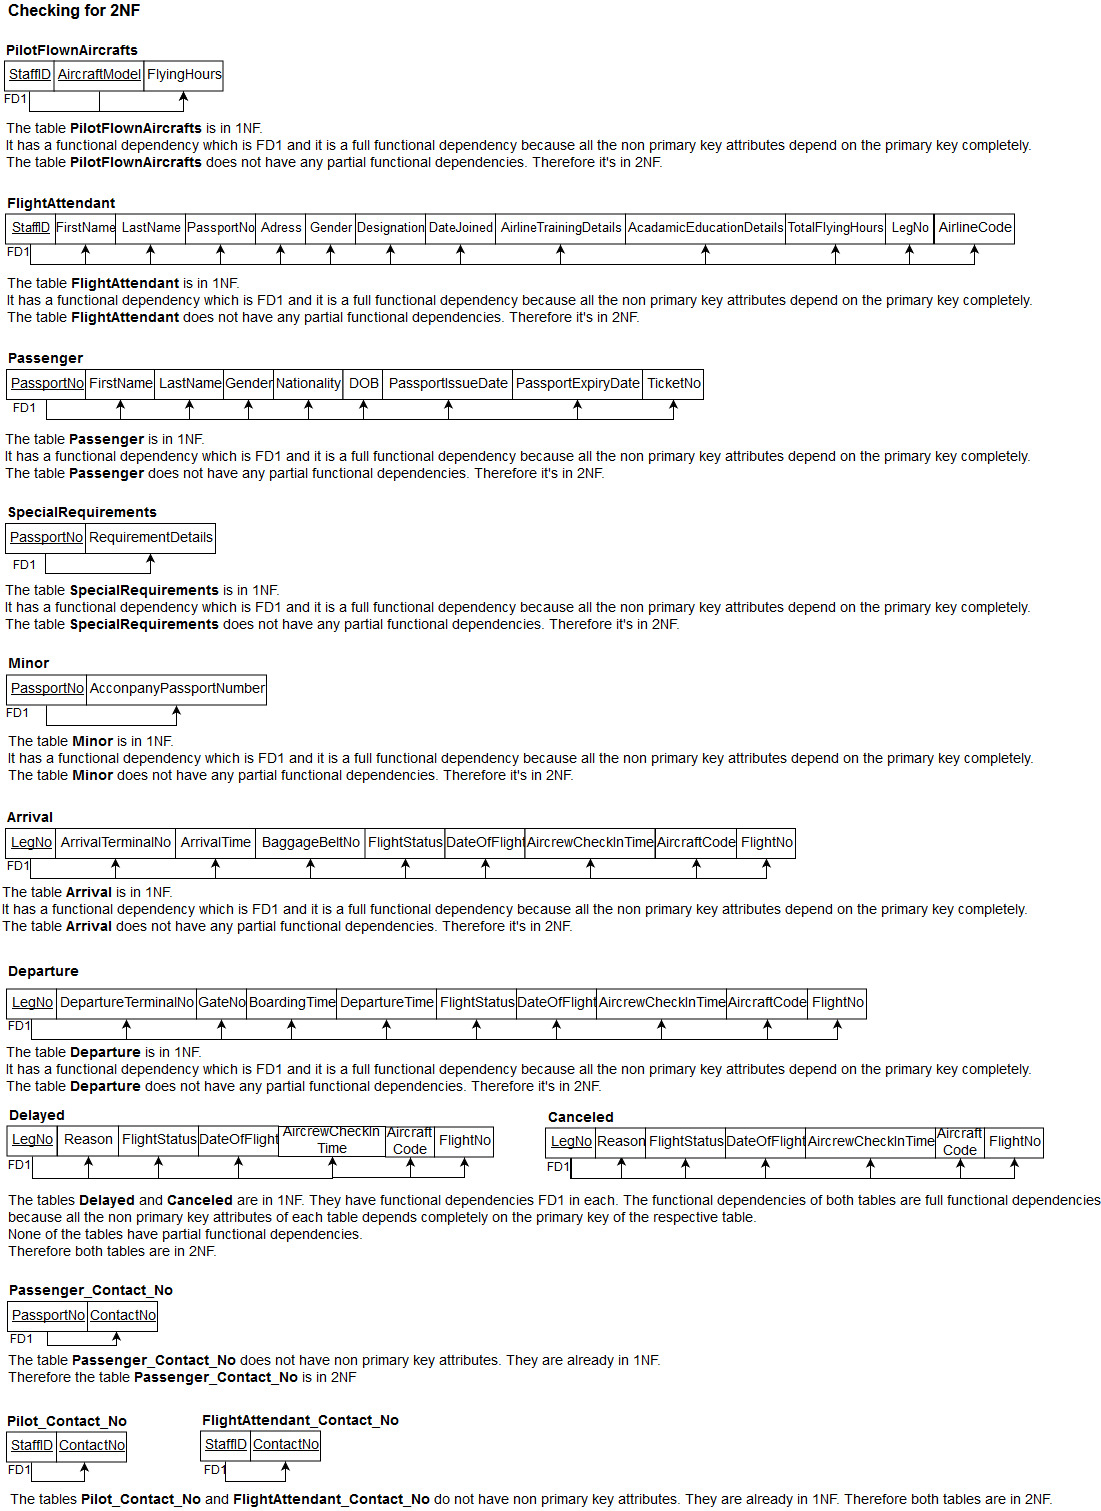 Checking for 2NF
PilotFlownAircrafts
StaffID AircraftModel FlyingHours
FD1
The table PilotFlownAircrafts is in 1NF.
It has a functional dependency which is FD1 and it is a full functional dependency because all the non primary key attributes depend on the primary key completely.
The table PilotFlownAircrafts does not have any partial functional dependencies. Therefore it's in 2NF.
FlightAttendant
StaffID FirstName LastName PassportNo Adress Gender Designation DateJoined AirlineTrainingDetails AcadamicEducationDetails TotalFlyingHours LegNo AirlineCode
FD1
The table FlightAttendant is in 1NF.
It has a functional dependency which is FD1 and it is a full functional dependency because all the non primary key attributes depend on the primary key completely.
The table FlightAttendant does not have any partial functional dependencies. Therefore it's in 2NF.
Passenger
PassportNo FirstName LastName Gender Nationality DOB PassportIssueDate PassportExpiryDate TicketNo
FD1
The table Passenger is in 1NF.
It has a functional dependency which is FD1 and it is a full functional dependency because all the non primary key attributes depend on the primary key completely.
The table Passenger does not have any partial functional dependencies. Therefore it's in 2NF.
SpecialRequirements
PassportNo RequirementDetails
FD1
The table SpecialRequirements is in 1NF.
It has a functional dependency which is FD1 and it is a full functional dependency because all the non primary key attributes depend on the primary key completely.
The table SpecialRequirements does not have any partial functional dependencies. Therefore it's in 2NF.
Minor
PassportNo AcconpanyPassportNumber
FD1
The table Minor is in 1NF.
It has a functional dependency which is FD1 and it is a full functional dependency because all the non primary key attributes depend on the primary key completely.
The table Minor does not have any partial functional dependencies. Therefore it's in 2NF.
Arrival
LegNo ArrivalTerminalNo ArrivalTime BaggageBeltNo FlightStatus DateOfFlight AircrewCheckInTime AircraftCode FlightNo
FD1
The table Arrival is in 1NF.
It has a functional dependency which is FD1 and it is a full functional dependency because all the non primary key attributes depend on the primary key completely.
The table Arrival does not have any partial functional dependencies. Therefore it's in 2NF.
Departure
LegNo DepartureTerminalNo GateNo BoardingTime DepartureTime FlightStatus DateOfFlight AircrewCheckInTime AircraftCode FlightNo
FD1
The table Departure is in 1NF.
It has a functional dependency which is FD1 and it is a full functional dependency because all the non primary key attributes depend on the primary key completely.
The table Departure does not have any partial functional dependencies. Therefore it's in 2NF.
Delayed
LegNo Reason FlightStatus DateOfFlight AircrewCheckIn Time Aircraft Code FlightNo
FD1
Canceled
LegNo Reason FlightStatus DateOfFlight AircrewCheckInTime Aircraft Code FlightNo
FD1
The tables Delayed and Canceled are in 1NF. They have functional dependencies FD1 in each. The functional dependencies of both tables are full functional dependencies
because all the non primary key attributes of each table depends completely on the primary key of the respective table.
None of the tables have partial functional dependencies.
Therefore both tables are in 2NF.
Passenger_Contact_No
PassportNo ContactNo
FD1
The table Passenger_Contact_No does not have non primary key attributes. They are already in 1NF.
Therefore the table Passenger_Contact_No is in 2NF
Pilot_Contact_No
StaffID ContactNo
FD1
FlightAttendant_Contact_No
StaffID ContactNo
FD1
The tables Pilot_Contact_No and FlightAttendant_Contact_No do not have non primary key attributes. They are already in 1NF. Therefore both tables are in 2NF.